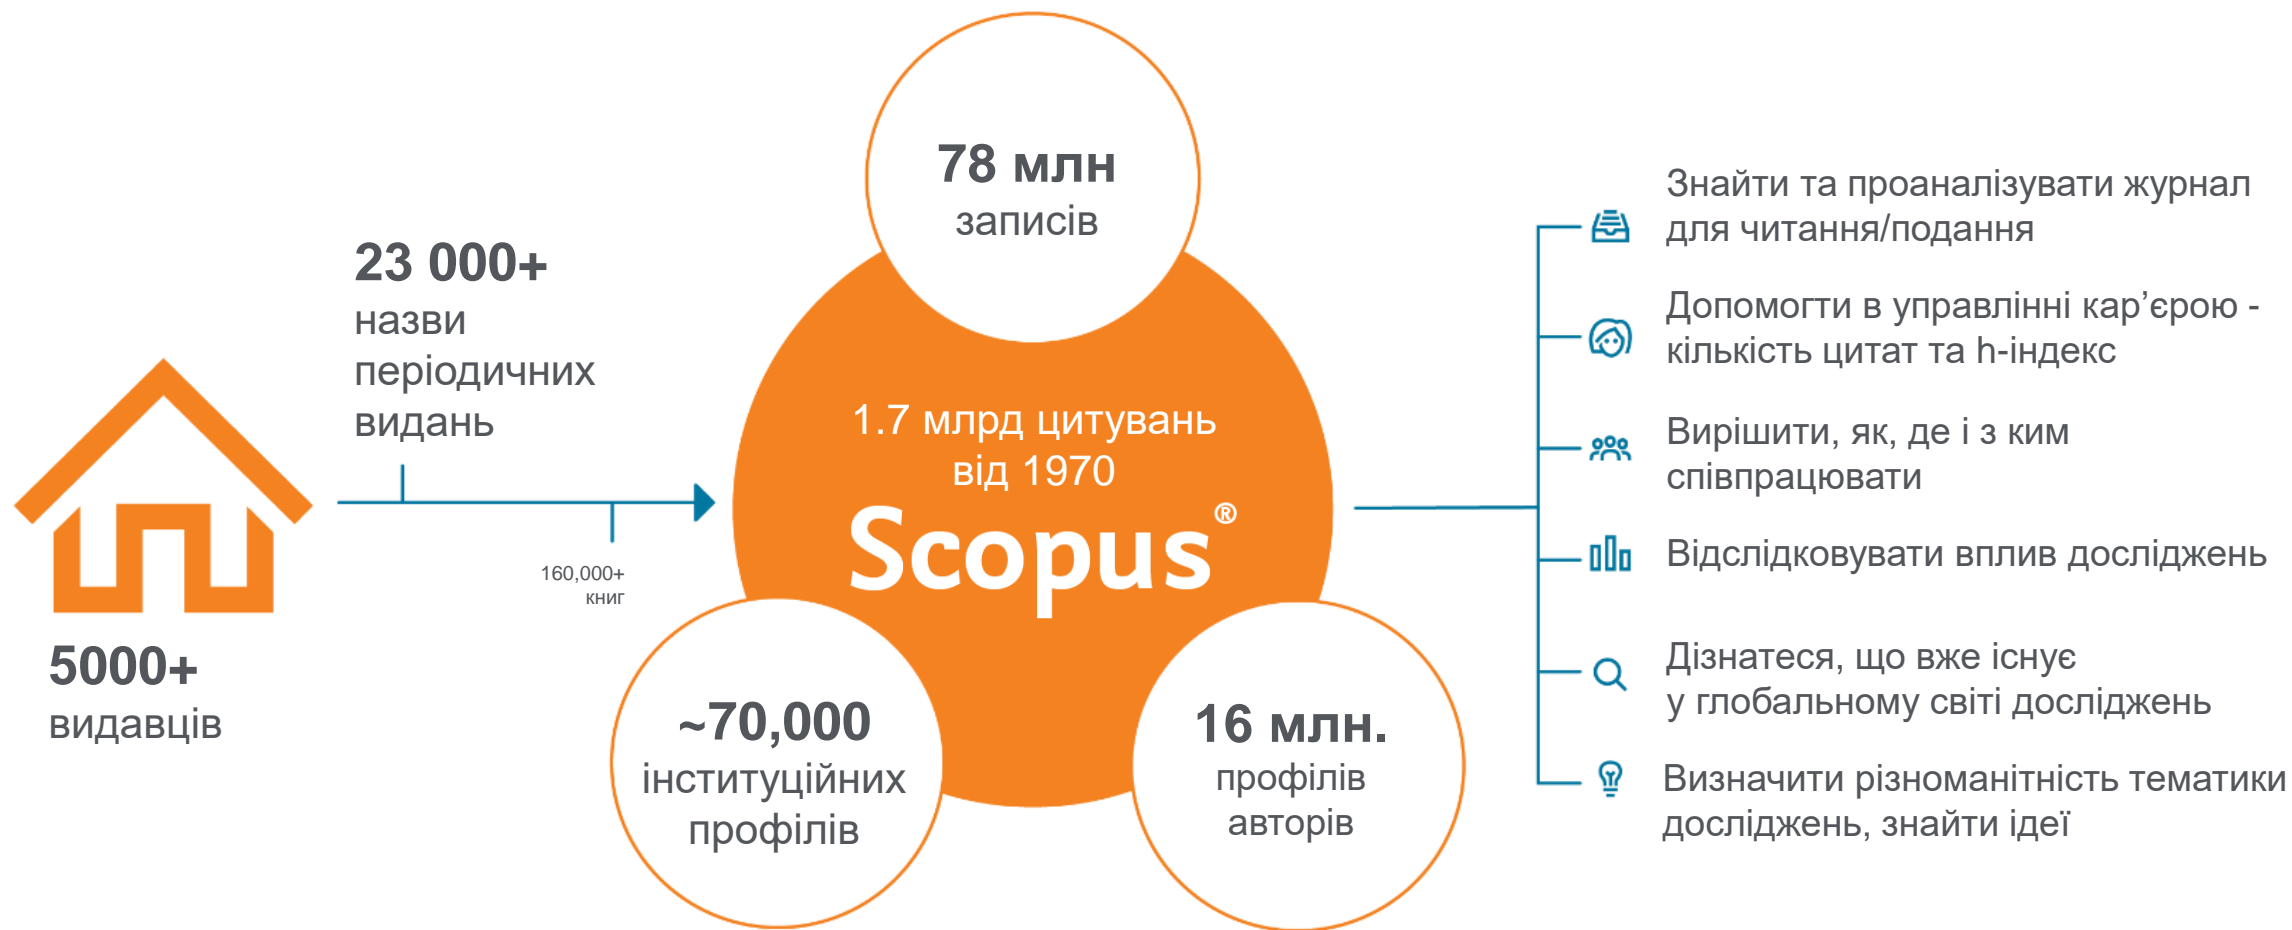 5000+
видавців
23 000+
назви
періодичних
видань
160,000+
книг
78 млн
записів
1.7 млрд цитувань
від 1970
Scopus®
~70,000
інституційних
профілів
16 млн.
профілів
авторів
Знайти та проаналізувати журнал
для читання/подання
Допомогти в управлінні кар’єрою -
кількість цитат та h-індекс
Вирішити, як, де і з ким
співпрацювати
Відслідковувати вплив досліджень
Дізнатеся, що вже існує
у глобальному світі досліджень
Визначити різноманітність тематики
досліджень, знайти ідеї